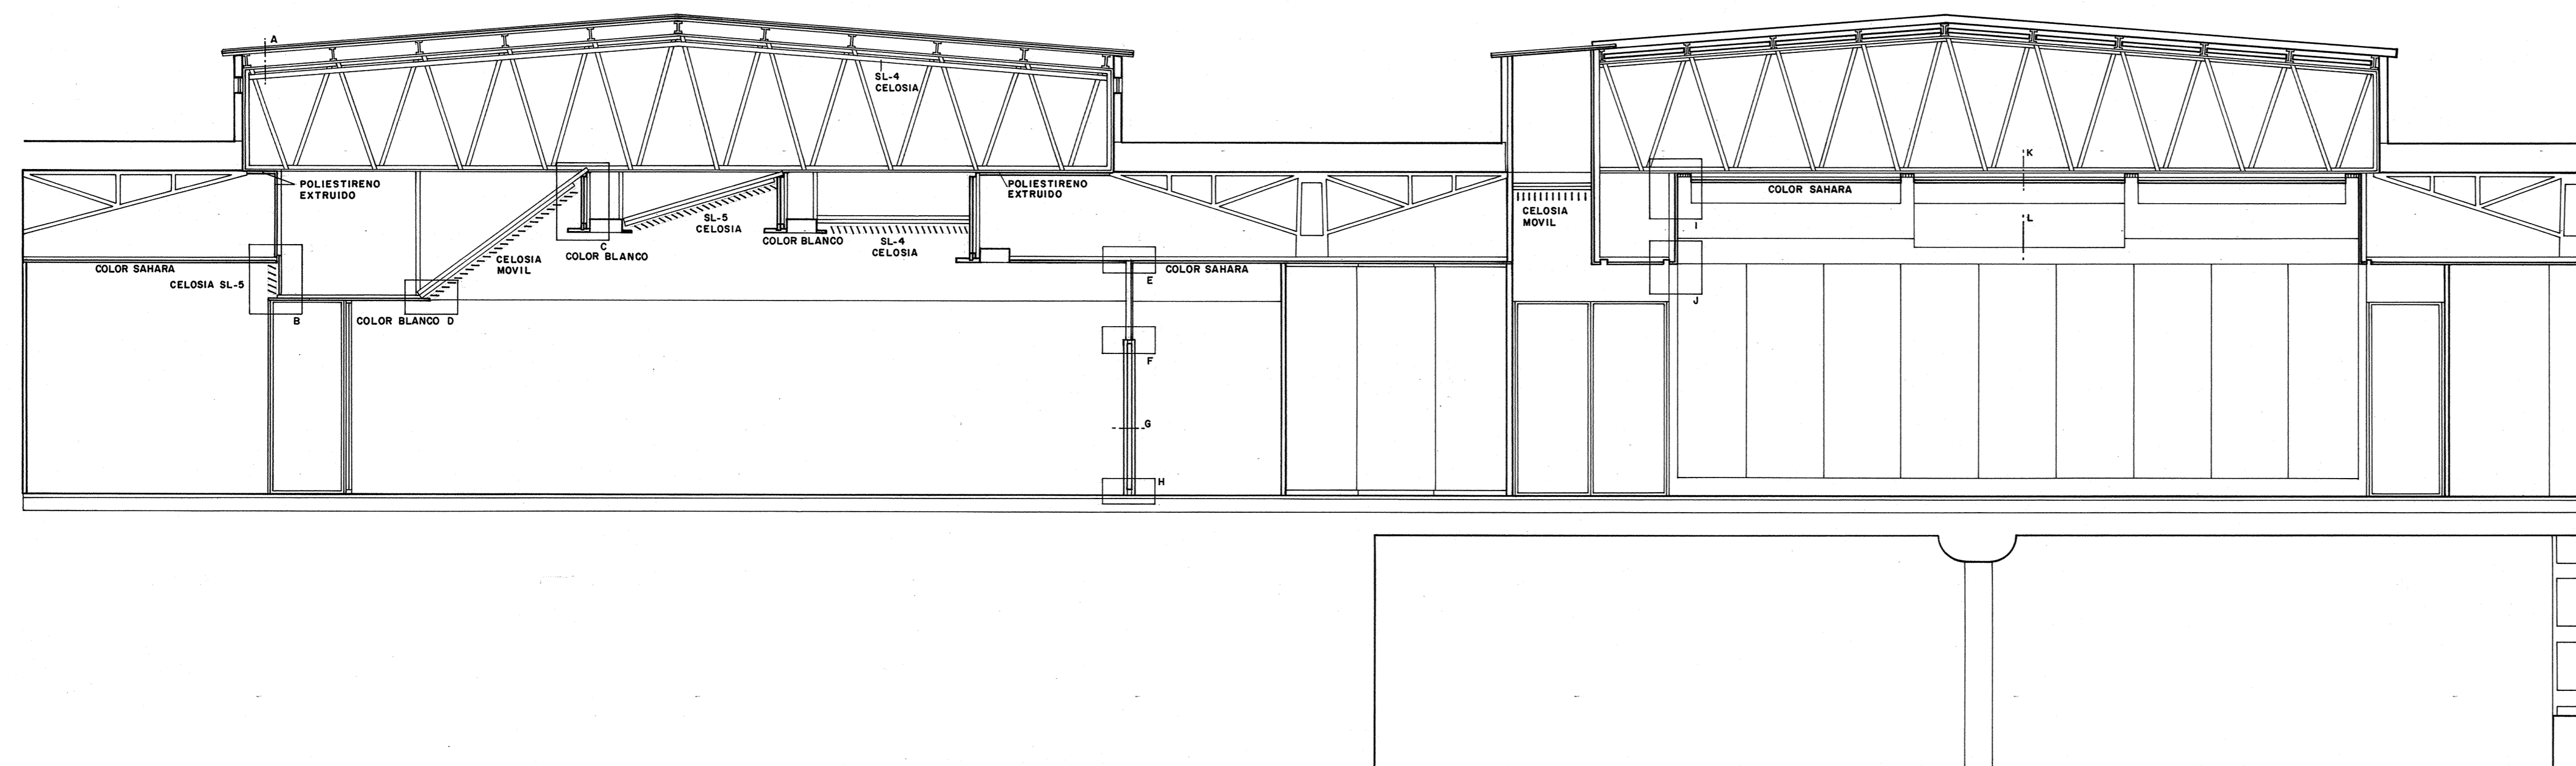 A
SL-4
CELOSIA
POLIESTIRENO
EXTRUIDO
POLIESTIRENO
EXTRUIDO
K
COLOR SAHARA
CELOSIA
MOVIL
L
I
SL-5
CELOSIA
COLOR BLANCO
SL-4
CELOSIA
C
COLOR BLANCO
CELOSIA
MOVIL
COLOR SAHARA
CELOSIA SL-5
COLOR SAHARA
E
J
B
COLOR BLANCO D
F
G
H